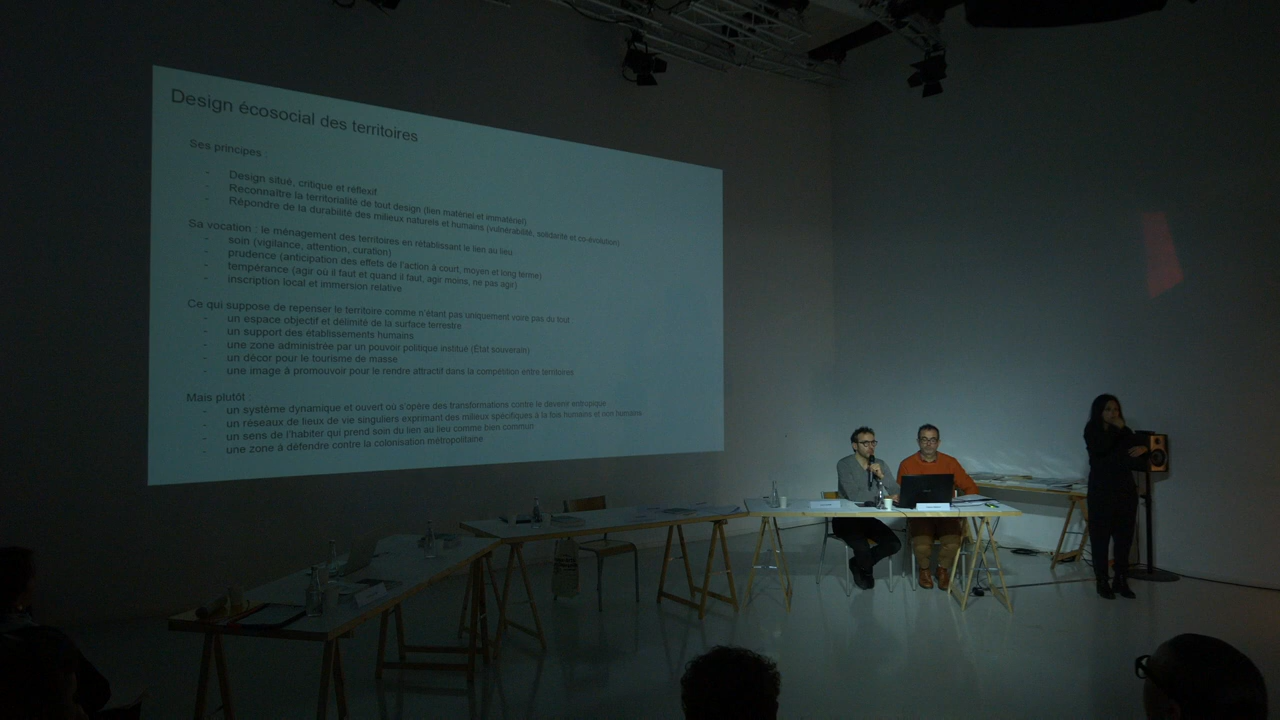 Design écosocial des territoires
Ses principes :
- Design situé, critique et réflexif
- Reconnaître la territorialité de tout design (lien matériel et immatériel)
- Répondre de la durabilité des milieux naturels et humains (vulnérabilité, solidarité et co-évolution)
Sa vocation : le ménagement des territoires en rétablissant le lien au lieu
- soin (vigilance, attention, curation)
- prudence (anticipation des effets de l'action à court, moyen et long terme)
- tempérance (agir où il faut et quand il faut, agir moins, ne pas agir)
- inscription local et immersion relative
Ce qui suppose de repenser le territoire comme n'étant pas uniquement voire pas du tout
- un espace objectif et délimité de la surface terrestre
- un support des établissements humains
- une zone administrée par un pouvoir politique institué (Etat souverain)
- un décor pour le tourisme de masse
- une image à promouvoir pour le rendre attractif dans la compétition entre territoires
Mais plutôt :
- un système dynamique et ouvert où s'opère des transformations contre le devenir entropique
- un réseaux de lieux de vie singuliers exprimant des milieux spécifiques à la fois humains et non humains
- un sens de l'habiter qui prend soin du lien au lieu comme bien commun
- une zone à défendre contre la colonisation métropolitaine